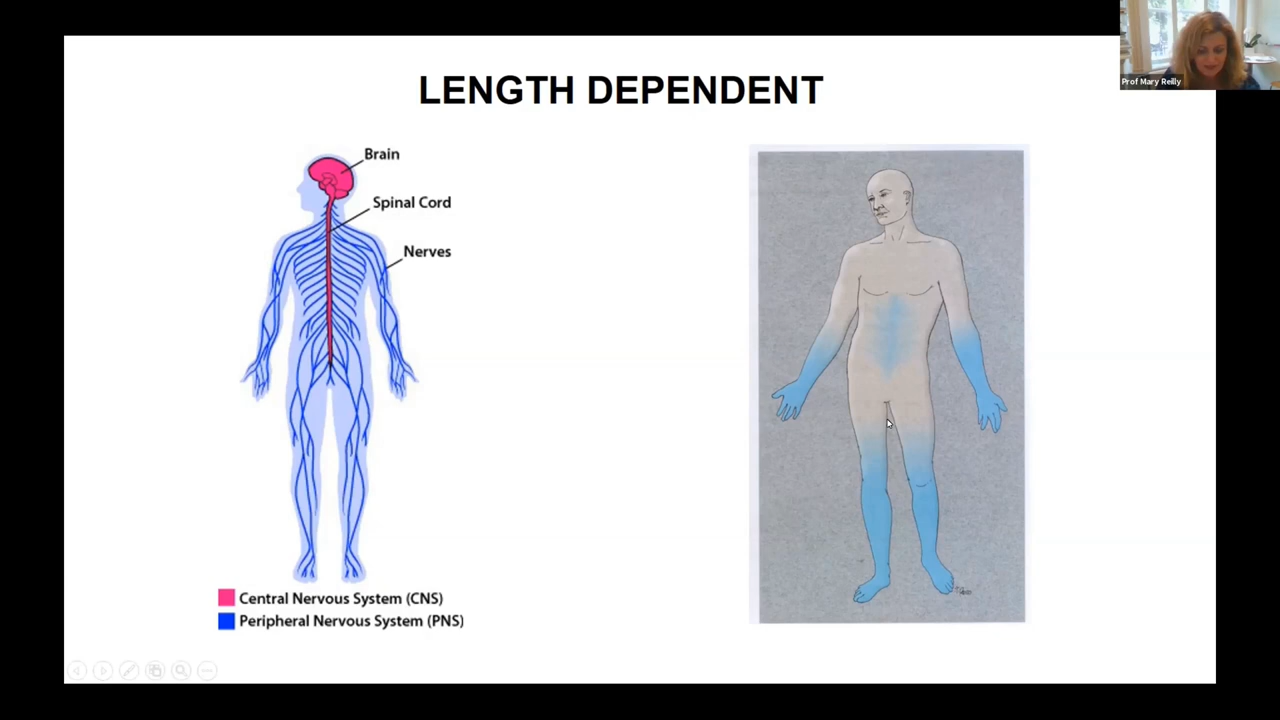 LENGTH DEPENDENT
Prof Mary Reilly
Brain
Spinal Cord
Nerves
Central Nervous System (CNS)
Peripheral Nervous System (PNS)